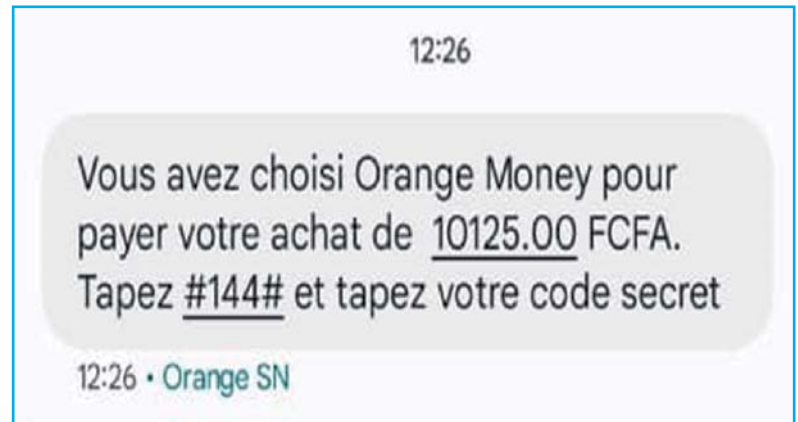 12:26
Vous avez choisi Orange Money pour
payer votre achat de 10125.00 FCFA.
Tapez #144# et tapez votre code secret
12:26 • Orange SN